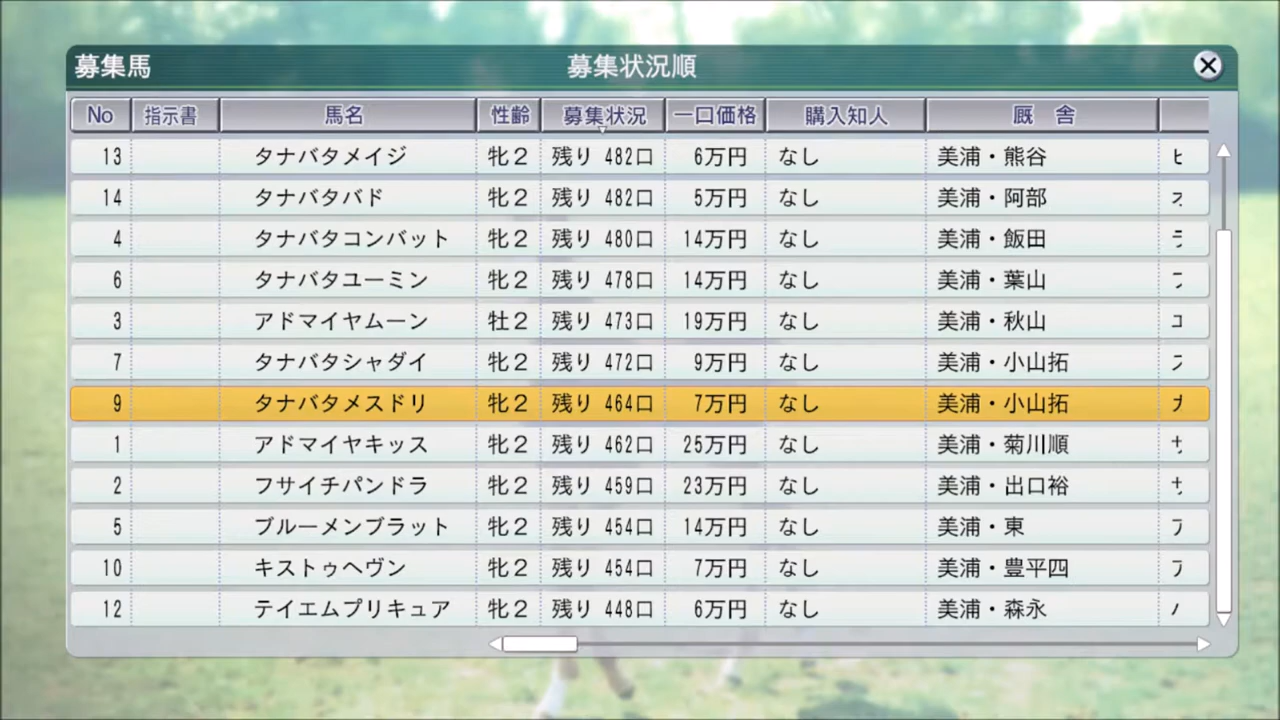 募集馬 募集状況順
No 指示書 馬名 性齢 募集状況 一口価格 購入知人 厩 舎
13 タナバタメイジ 牝2 残り 482口 6万円 なし 美浦・熊谷
14 タナバタバド 牝2 残り 482口 5万円 なし 美浦・阿部
4 タナバタコンバット 牝2 残り 480口 14万円 なし 美浦・飯田
6 タナバタユーミン 牝2 残り 478口 14万円 なし 美浦・葉山
3 アドマイヤムーン 牡2 残り 473口 19万円 なし 美浦・秋山
7 タナバタシャダイ 牝2 残り 472口 9万円 なし 美浦・小山拓
9 タナバタメスドリ 牝2 残り 464口 7万円 なし 美浦・小山拓
1 アドマイヤキッス 牝2 残り 462口 25万円 なし 美浦・菊川順
2 フサイチパンドラ 牝2 残り 459口 23万円 なし 美浦・出口裕
5 ブルーメンブラット 牝2 残り 454口 14万円 なし 美浦・東
10 キストゥヘヴン 牝2 残り 454口 7万円 なし 美浦・豊平四
12 テイエムプリキュア 牝2 残り 448口 6万円 なし 美浦・森永